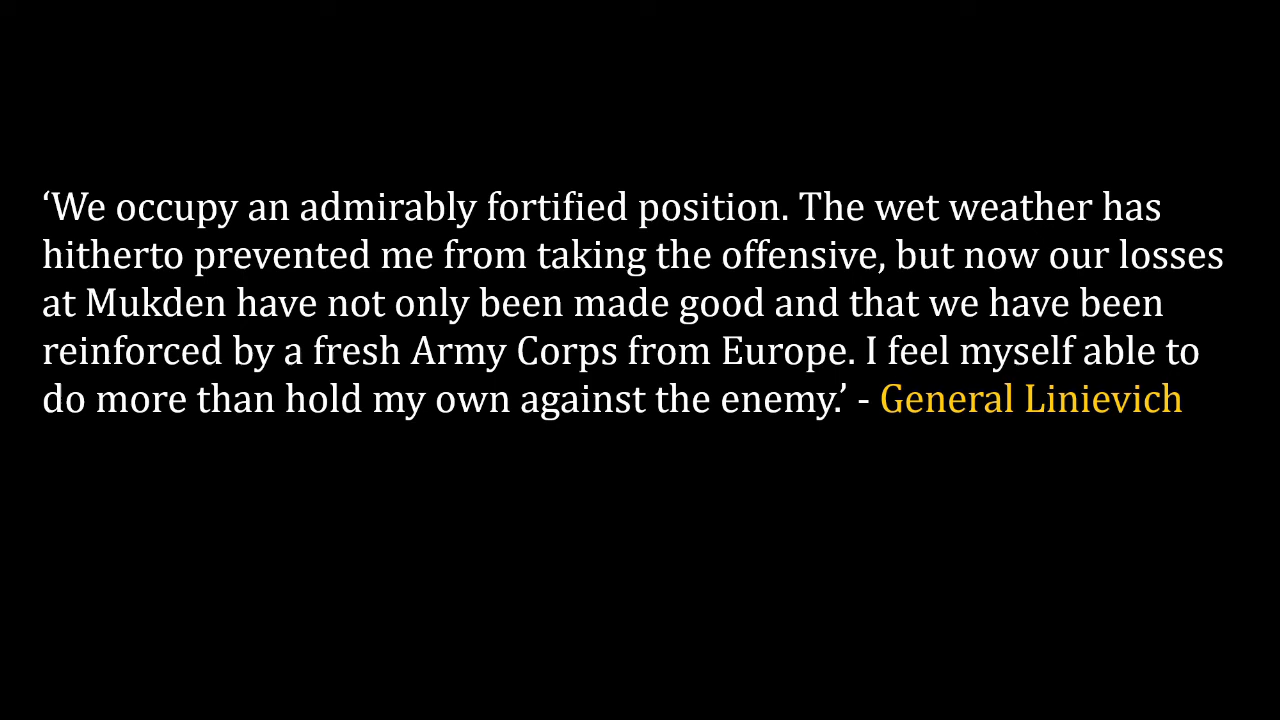 ‘We occupy an admirably fortified position. The wet weather has
hitherto prevented me from taking the offensive, but now our losses
at Mukden have not only been made good and that we have been
reinforced by a fresh Army Corps from Europe. I feel myself able to
do more than hold my own against the enemy.’ - General Linievich